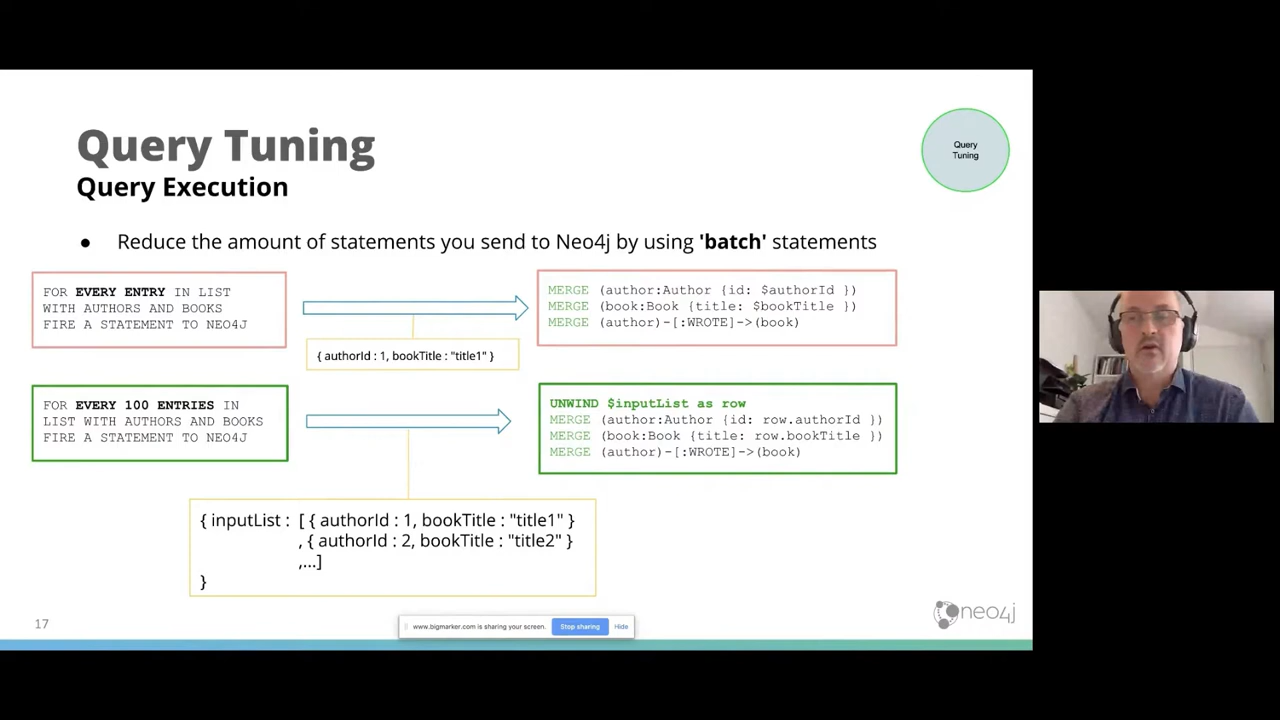 Query Tuning
Query Execution
Query
Tuning
● Reduce the amount of statements you send to Neo4j by using 'batch' statements
FOR EVERY ENTRY IN LIST
WITH AUTHORS AND BOOKS
FIRE A STATEMENT TO NEO4J
{ authorId : 1, bookTitle : "title1" }
MERGE (author:Author {id: $authorId })
MERGE (book:Book {title: $bookTitle })
MERGE (author)-[:WROTE]->(book)
FOR EVERY 100 ENTRIES IN
LIST WITH AUTHORS AND BOOKS
FIRE A STATEMENT TO NEO4J
UNWIND $inputList as row
MERGE (author:Author {id: row.authorId })
MERGE (book:Book {title: row.bookTitle })
MERGE (author)-[:WROTE]->(book)
{ inputList : [ { authorId : 1, bookTitle : "title1" }
, { authorId : 2, bookTitle : "title2" }
,...]
}
17
www.bigmarker.com is sharing your screen. Stop sharing Hide
neo4j